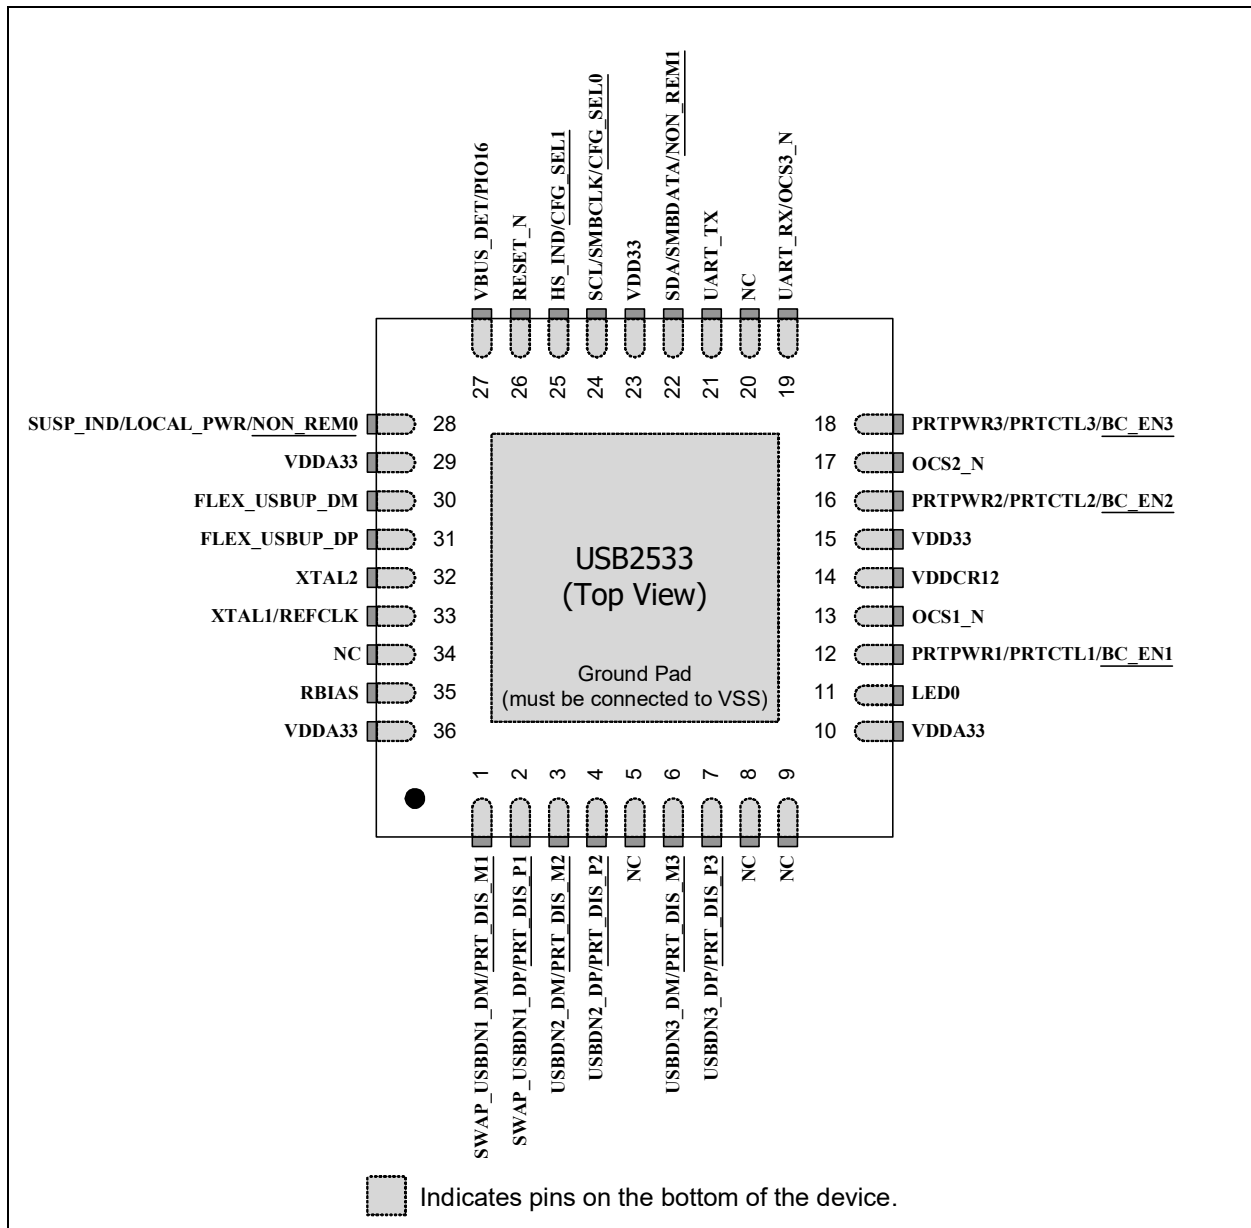 VBUS_DET/PIO16
RESET_N
HS_IND/CFG_SEL1
SCL/SMBCLK/CFG_SEL0
VDD33
SDA/SMBDATA/NON_REM1
UART_TX
NC
UART_RX/OCS3_N
27
26
25
24
23
22
21
20
19
SUSP_IND/LOCAL_PWR/NON_REM0 28
VDDA33 29
FLEX_USBUP_DM 30
FLEX_USBUP_DP 31
XTAL2 32
XTAL1/REFCLK 33
NC 34
RBIAS 35
VDDA33 36
USB2533
(Top View)
Ground Pad
(must be connected to VSS)
18 PRTPWR3/PRTCTL3/BC_EN3
17 OCS2_N
16 PRTPWR2/PRTCTL2/BC_EN2
15 VDD33
14 VDDCR12
13 OCS1_N
12 PRTPWR1/PRTCTL1/BC_EN1
11 LED0
10 VDDA33
1
2
3
4
5
6
7
8
9
SWAP_USBDN1_DM/PRT_DIS_M1
SWAP_USBDN1_DP/PRT_DIS_P1
USBDN2_DM/PRT_DIS_M2
USBDN2_DP/PRT_DIS_P2
NC
USBDN3_DM/PRT_DIS_M3
USBDN3_DP/PRT_DIS_P3
NC
NC
Indicates pins on the bottom of the device.